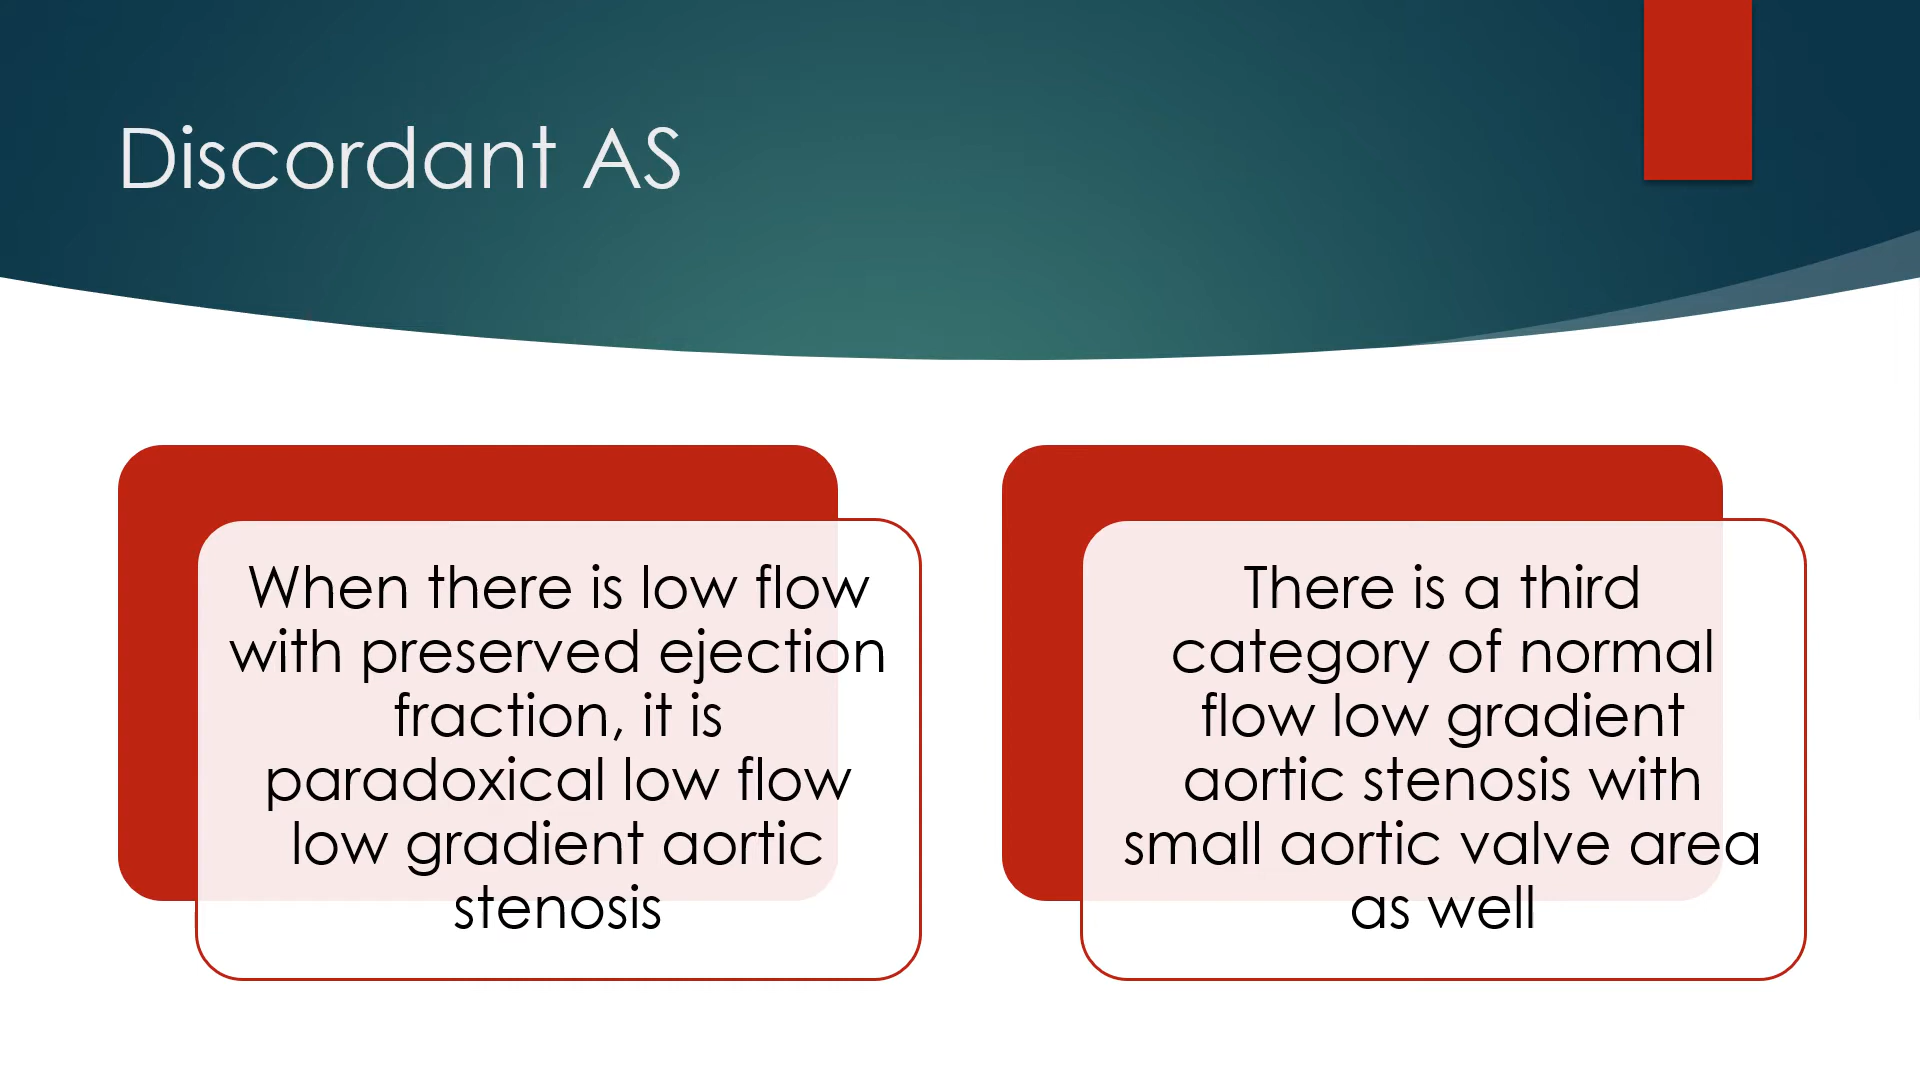 Discordant AS
When there is low flow
with preserved ejection
fraction, it is
paradoxical low flow
low gradient aortic
stenosis
There is a third
category of normal
flow low gradient
aortic stenosis with
small aortic valve area
as well